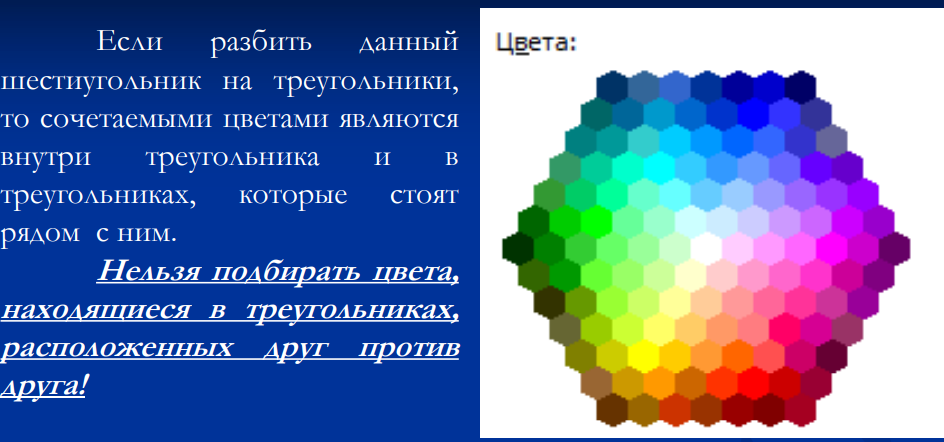 Если разбить данный
шестиугольник на треугольники,
то сочетаемыми цветами являются
внутри треугольника и в
треугольниках, которые стоят
рядом с ним.
Нельзя подбирать цвета,
находящиеся в треугольниках,
расположенных друг против
друга!
Цвета: